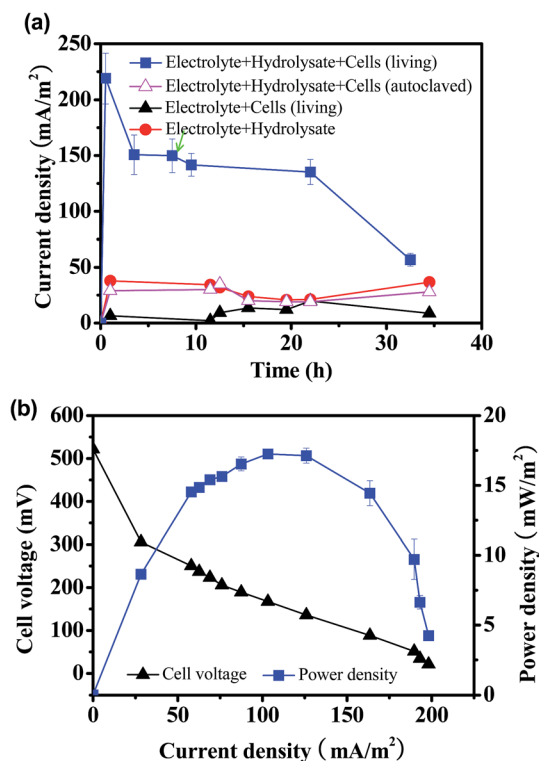 (a)
250
200
150
100
50
0
Current density (mA/m²)
Electrolyte+Hydrolysate+Cells (living)
Electrolyte+Hydrolysate+Cells (autoclaved)
Electrolyte+Cells (living)
Electrolyte+Hydrolysate
0 10 20 30 40
Time (h)
(b)
600
500
400
300
200
100
0
Cell voltage (mV)
20
15
10
5
0
Power density ( mW/m²)
Cell voltage Power density
0 50 100 150 200
Current density ( mA/m²)